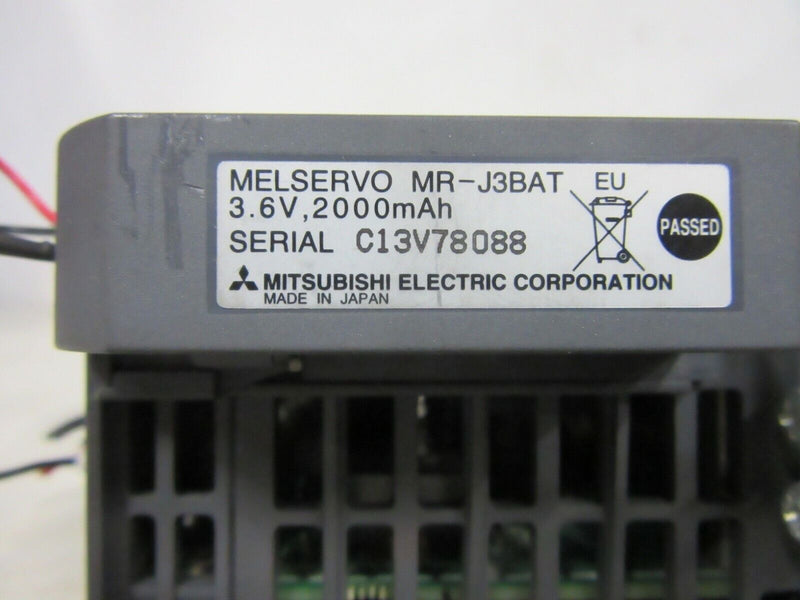 MELSERVO MR-J3BAT EU
3.6V,2000mAh
PASSED
SERIAL C13V78088
MITSUBISHI ELECTRIC CORPORATION
MADE IN JAPAN